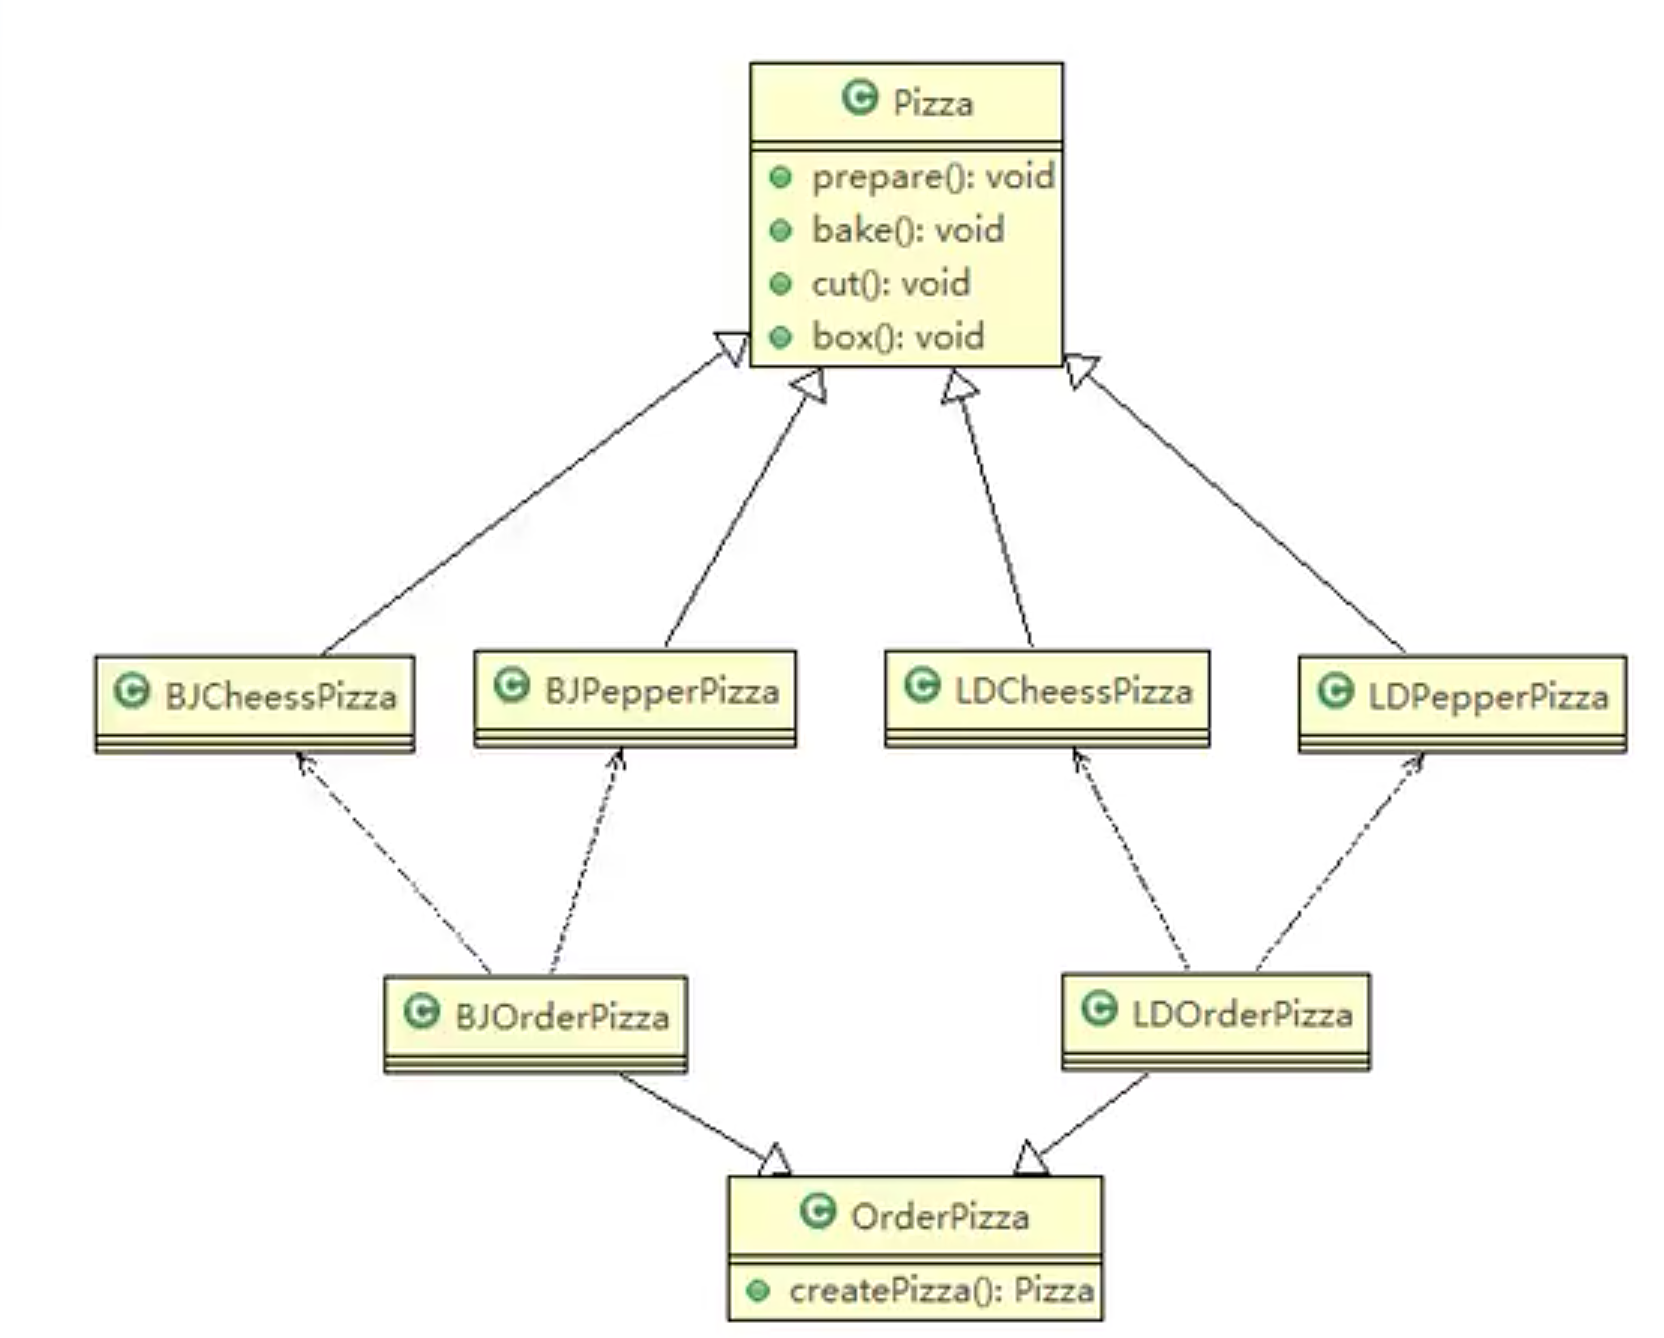 Pizza
prepare(): void
bake(): void
cut(): void
box(): void
BJCheessPizza
BJPepperPizza
LDCheessPizza
LDPepperPizza
BJOrderPizza
LDOrderPizza
OrderPizza
createPizza(): Pizza